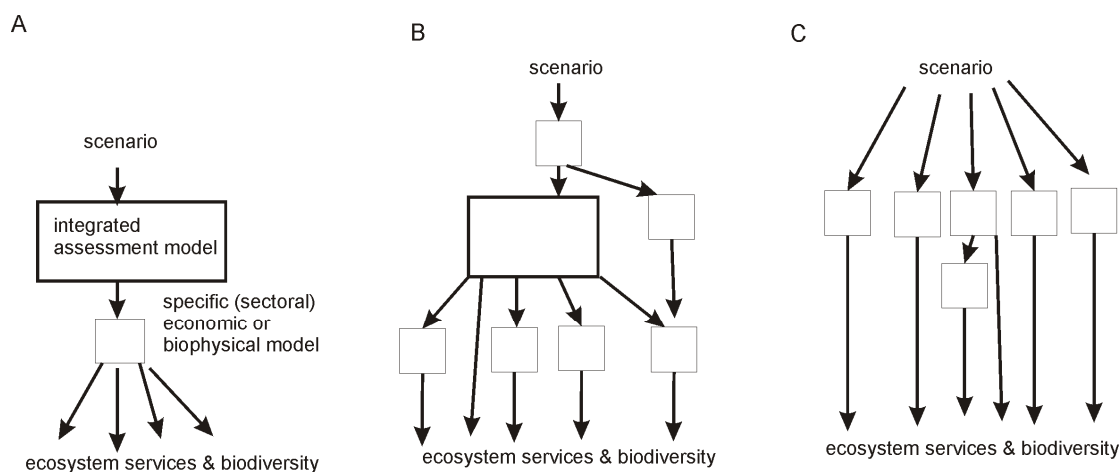 A
scenario
integrated
assessment model
specific (sectoral)
economic or
biophysical model
ecosystem services & biodiversity
B
scenario
ecosystem services & biodiversity
C
scenario
ecosystem services & biodiversity